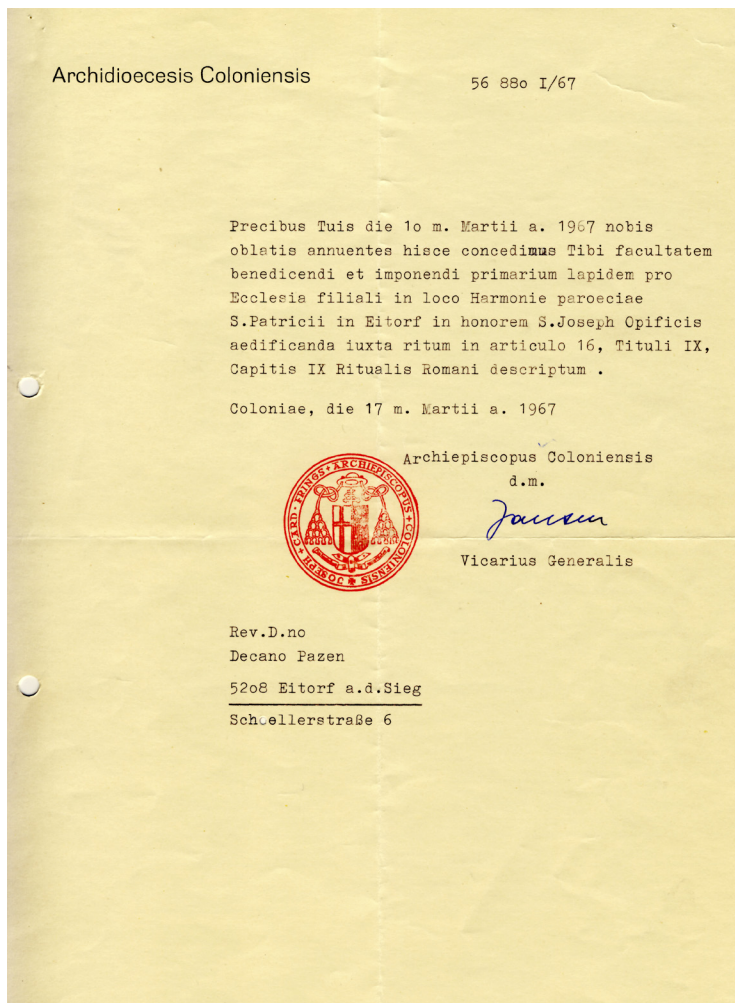 Archidioecesis Coloniensis
56 88o I/67
Precibus Tuis die 1o m. Martii a. 1967 nobis
oblatis annuentes hisce concedimus Tibi facultatem
benedicendi et imponendi primarium lapidem pro
Ecclesia filiali in loco Harmonie paroeciae
S.Patricii in Eitorf in honorem S.Joseph Opificis
aedificanda iuxta ritum in articulo 16, Tituli IX,
Capitis IX Ritualis Romani descriptum .
Coloniae, die 17 m. Martii a. 1967
Archiepiscopus Coloniensis
d.m.
Jansen
Vicarius Generalis
JOSEPH + CARD · FRINGS + ARCHIEPISCOPUS + COLONIENSIS
Rev.D.no
Decano Pazen
52o8 Eitorf a.d.Sieg
Schoellerstraße 6